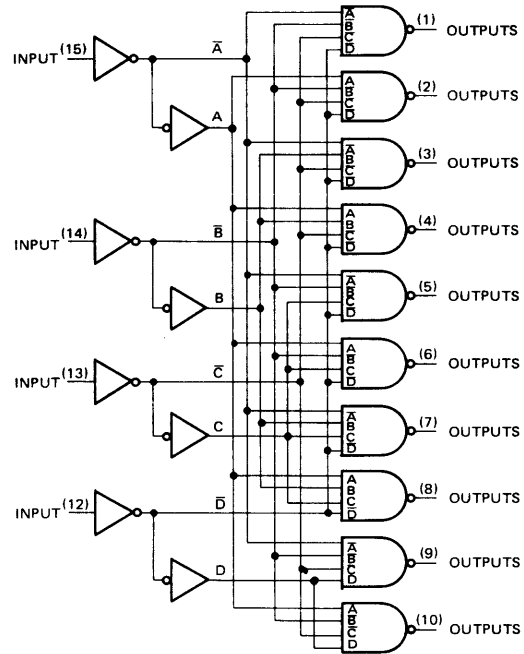 A̅
B̅
C̅
D̅
(1) OUTPUTS
INPUT (15)
A̅
A
B̅
C̅
D̅
(2) OUTPUTS
A
A̅
B
C̅
D̅
(3) OUTPUTS
A
B
C̅
D̅
(4) OUTPUTS
INPUT (14)
B̅
A̅
B̅
C
D̅
(5) OUTPUTS
B
A
B̅
C
D̅
(6) OUTPUTS
INPUT (13)
C̅
A̅
B
C
D̅
(7) OUTPUTS
C
A
B
C
D̅
(8) OUTPUTS
INPUT (12)
D̅
A̅
B̅
C̅
D
(9) OUTPUTS
D
A
B̅
C̅
D
(10) OUTPUTS